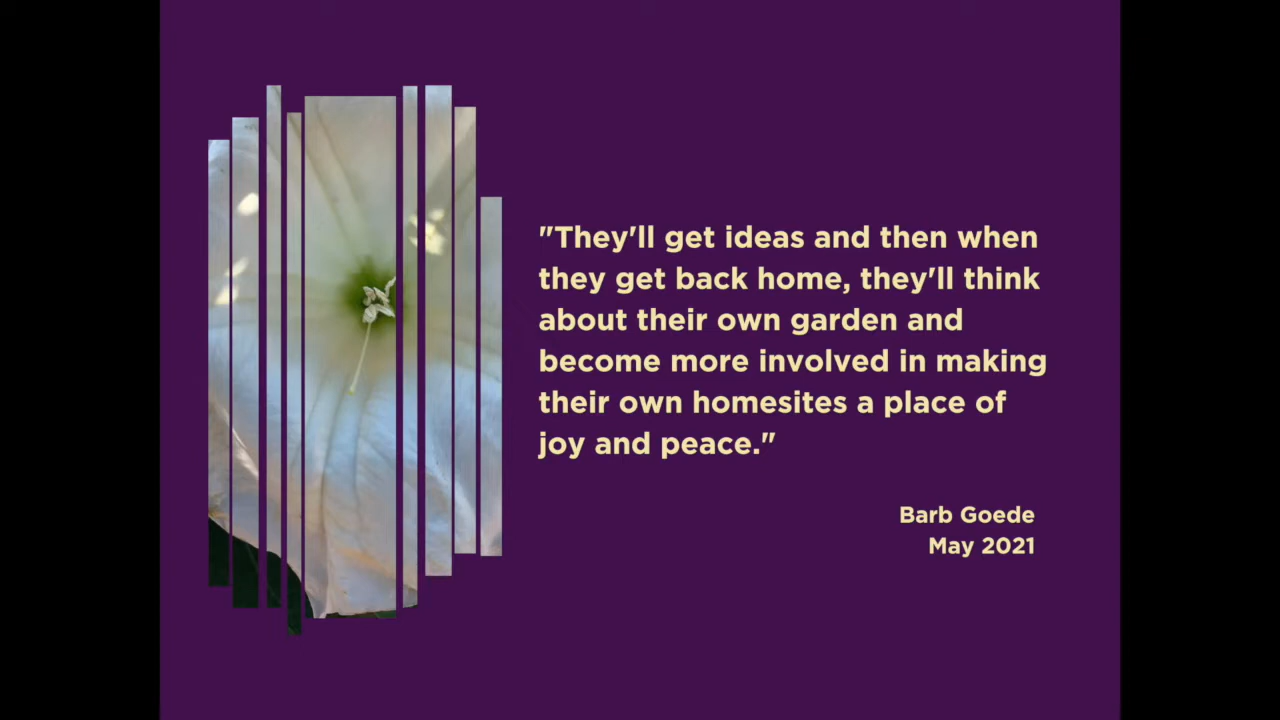 "They'll get ideas and then when
they get back home, they'll think
about their own garden and
become more involved in making
their own homesites a place of
joy and peace."
Barb Goede
May 2021